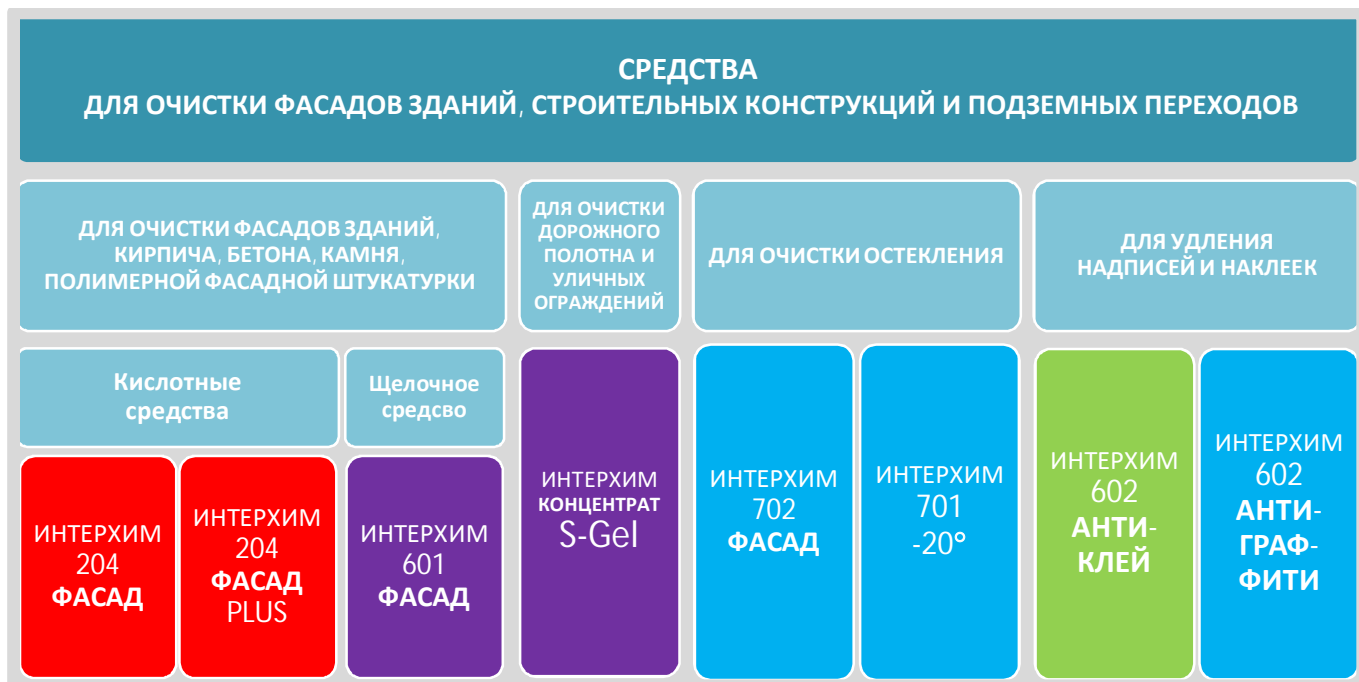 СРЕДСТВА
ДЛЯ ОЧИСТКИ ФАСАДОВ ЗДАНИЙ, СТРОИТЕЛЬНЫХ КОНСТРУКЦИЙ И ПОДЗЕМНЫХ ПЕРЕХОДОВ
ДЛЯ ОЧИСТКИ ФАСАДОВ ЗДАНИЙ,
КИРПИЧА, БЕТОНА, КАМНЯ,
ПОЛИМЕРНОЙ ФАСАДНОЙ ШТУКАТУРКИ
ДЛЯ ОЧИСТКИ
ДОРОЖНОГО
ПОЛОТНА И
УЛИЧНЫХ
ОГРАЖДЕНИЙ
ДЛЯ ОЧИСТКИ ОСТЕКЛЕНИЯ
ДЛЯ УДЛЕНИЯ
НАДПИСЕЙ И НАКЛЕЕК
Кислотные
средства
Щелочное
средсво
ИНТЕРХИМ
204
ФАСАД
ИНТЕРХИМ
204
ФАСАД
PLUS
ИНТЕРХИМ
601
ФАСАД
ИНТЕРХИМ
КОНЦЕНТРАТ
S-Gel
ИНТЕРХИМ
702
ФАСАД
ИНТЕРХИМ
701
-20°
ИНТЕРХИМ
602
АНТИ-
КЛЕЙ
ИНТЕРХИМ
602
АНТИ-
ГРАФ-
ФИТИ